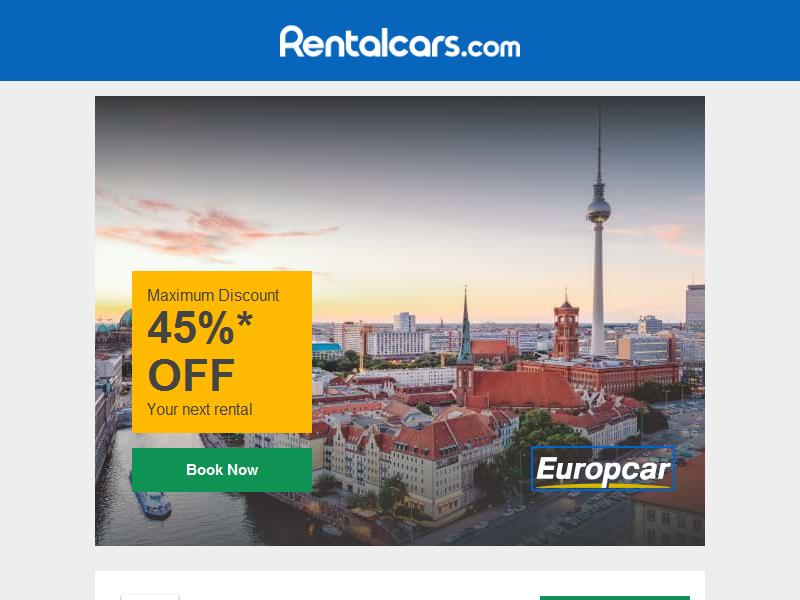 Rentalcars.com
Maximum Discount
45%*
OFF
Your next rental
Book Now
Europcar